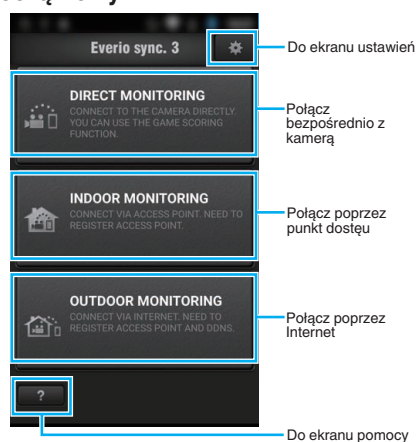 Everio sync. 3
Do ekranu ustawień
DIRECT MONITORING
CONNECT TO THE CAMERA DIRECTLY.
YOU CAN USE THE GAME SCORING
FUNCTION.
Połącz
bezpośrednio z
kamerą
INDOOR MONITORING
CONNECT VIA ACCESS POINT. NEED TO
REGISTER ACCESS POINT.
Połącz poprzez
punkt dostęu
OUTDOOR MONITORING
CONNECT VIA INTERNET. NEED TO
REGISTER ACCESS POINT AND DDNS.
Połącz poprzez
Internet
?
Do ekranu pomocy